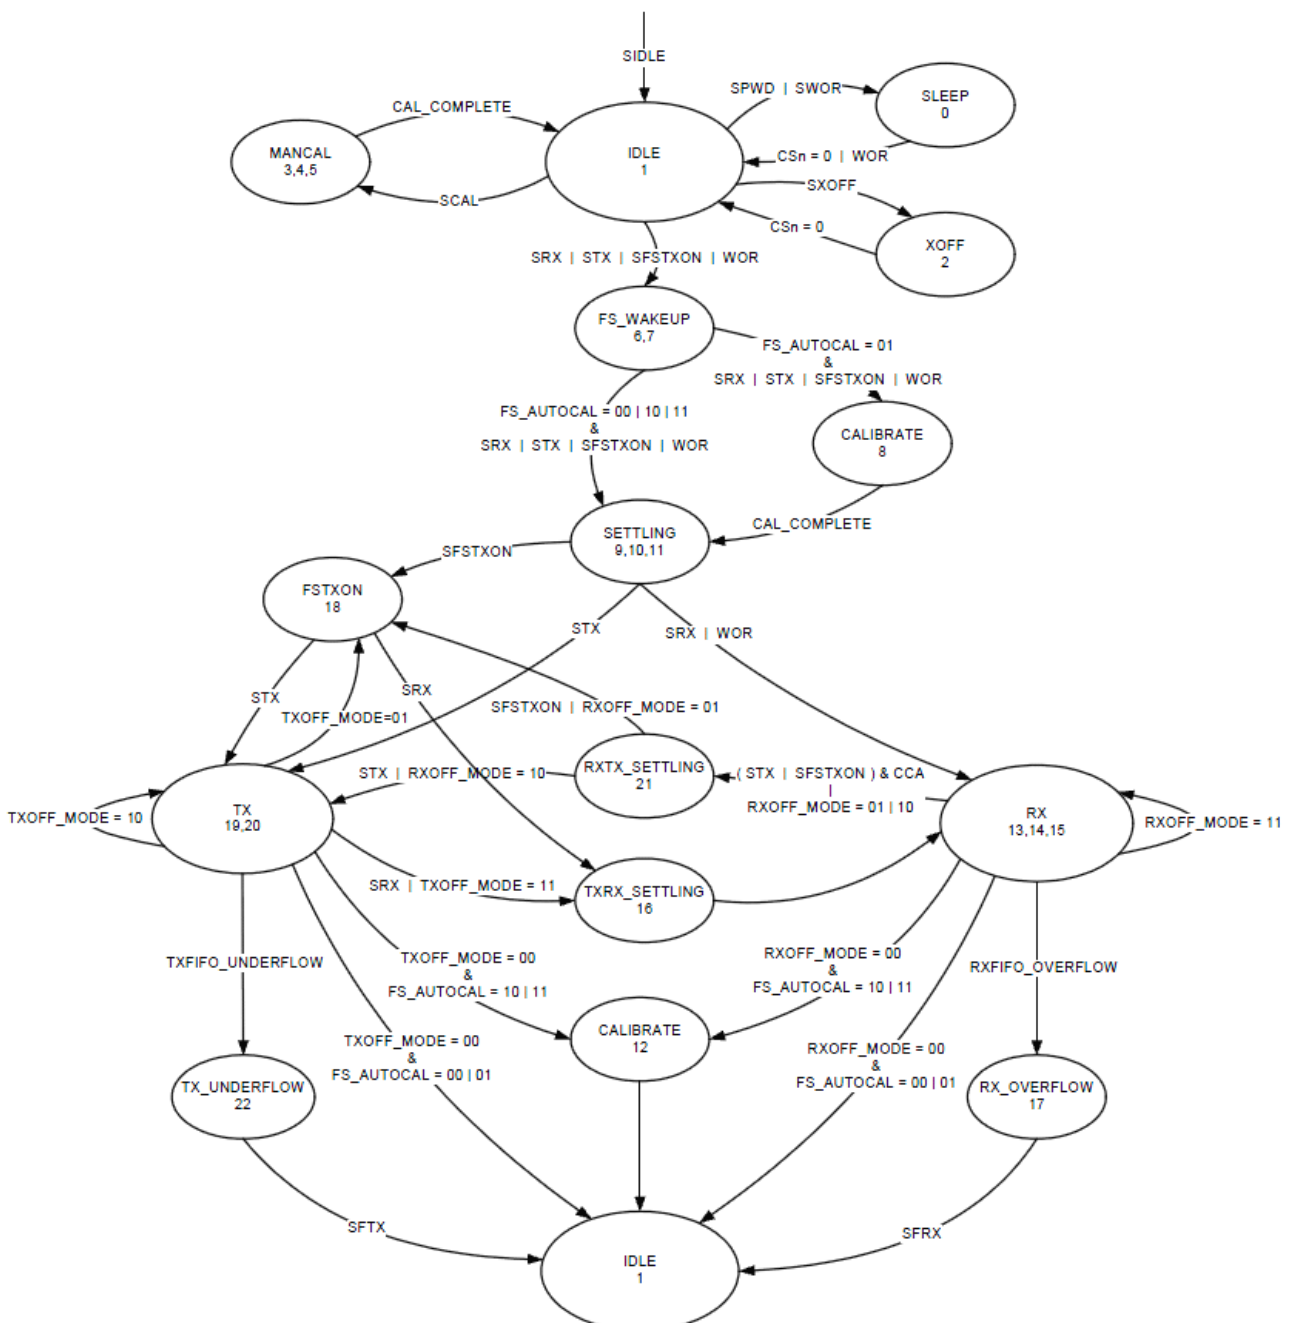 SIDLE
SPWD | SWOR
SLEEP
0
CAL_COMPLETE
MANCAL
3,4,5
IDLE
1
CSn = 0 | WOR
SCAL
SXOFF
CSn = 0
XOFF
2
SRX | STX | SFSTXON | WOR
FS_WAKEUP
6,7
FS_AUTOCAL = 01
&
SRX | STX | SFSTXON | WOR
FS_AUTOCAL = 00 | 10 | 11
&
SRX | STX | SFSTXON | WOR
CALIBRATE
8
CAL_COMPLETE
SETTLING
9,10,11
SFSTXON
FSTXON
18
STX
SRX | WOR
STX
SRX
TXOFF_MODE=01
SFSTXON | RXOFF_MODE = 01
STX | RXOFF_MODE = 10
RXTX_SETTLING
21
( STX | SFSTXON ) & CCA
|
RXOFF_MODE = 01 | 10
TXOFF_MODE = 10
TX
19,20
RX
13,14,15
RXOFF_MODE = 11
SRX | TXOFF_MODE = 11
TXRX_SETTLING
16
TXFIFO_UNDERFLOW
TXOFF_MODE = 00
&
FS_AUTOCAL = 10 | 11
RXOFF_MODE = 00
&
FS_AUTOCAL = 10 | 11
RXFIFO_OVERFLOW
CALIBRATE
12
TXOFF_MODE = 00
&
FS_AUTOCAL = 00 | 01
RXOFF_MODE = 00
&
FS_AUTOCAL = 00 | 01
TX_UNDERFLOW
22
RX_OVERFLOW
17
SFTX
SFRX
IDLE
1